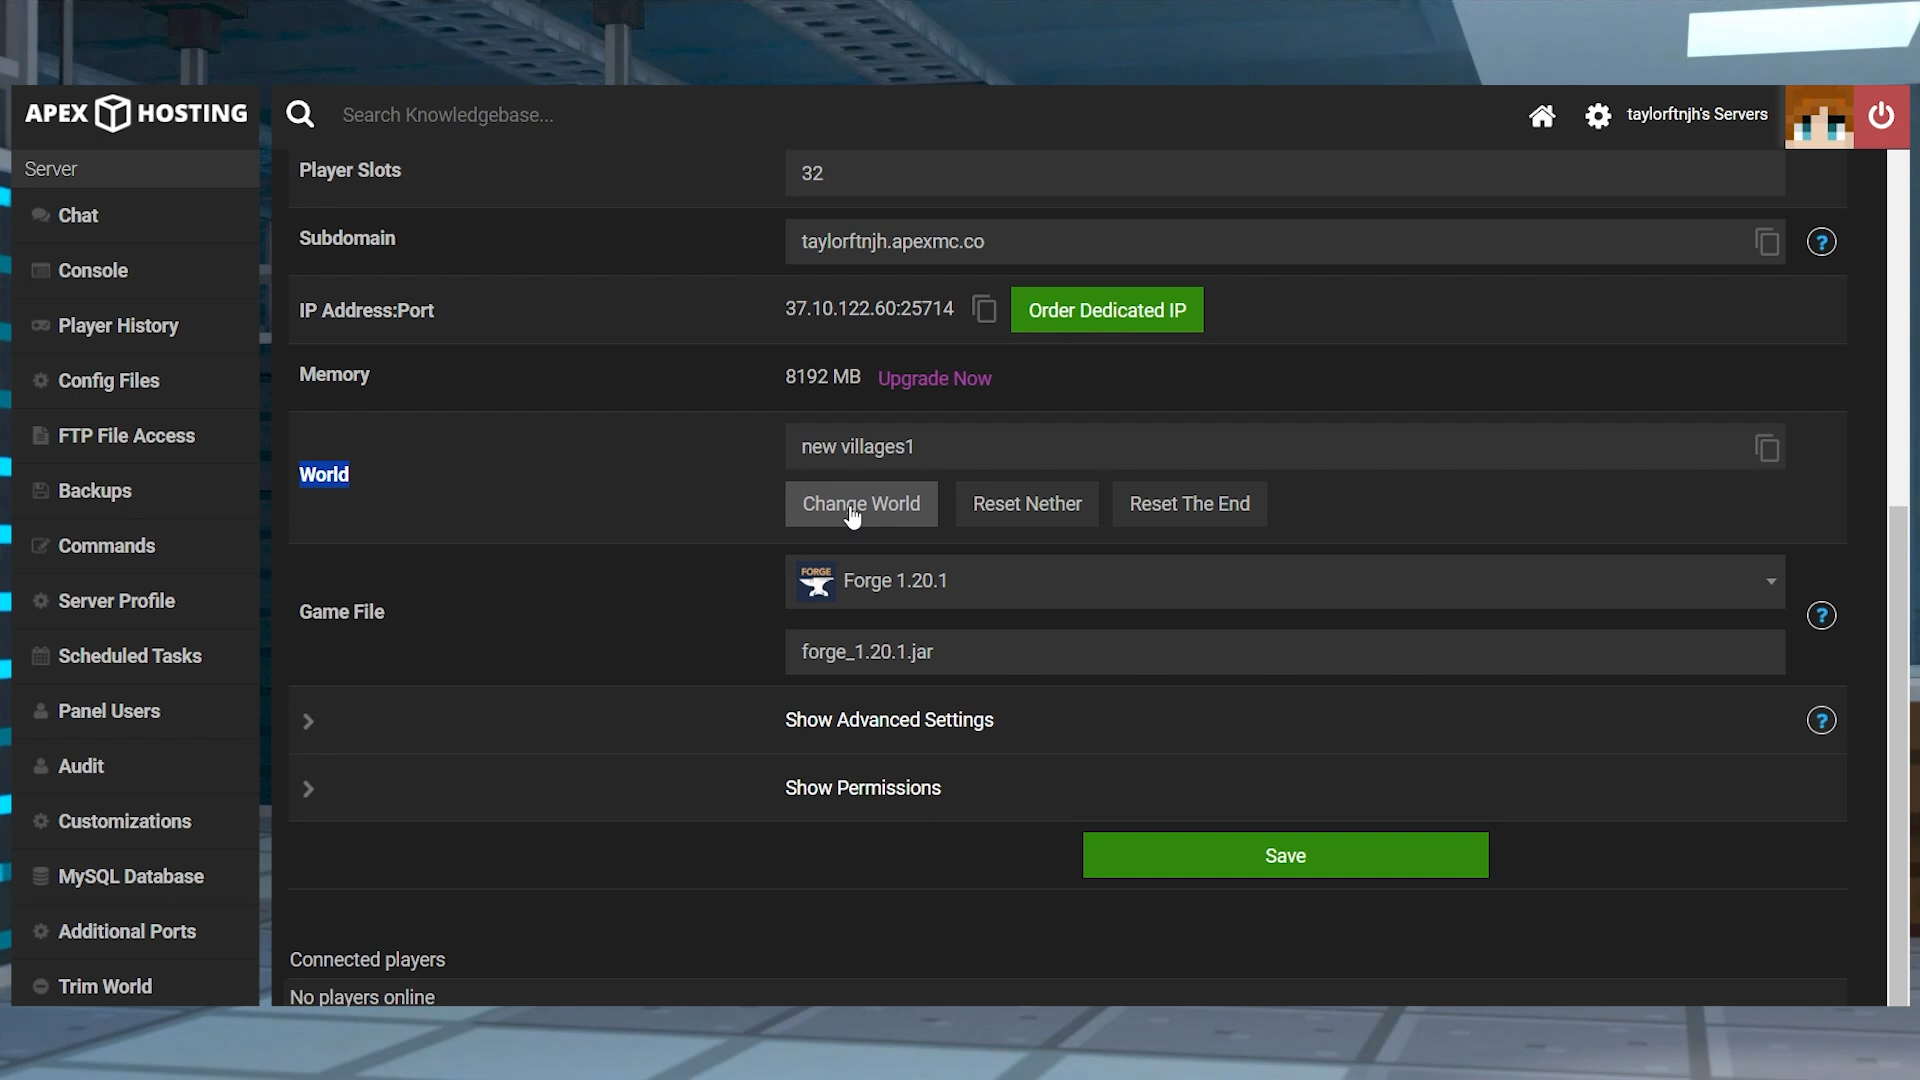 APEX HOSTING
Search Knowledgebase...
taylorftnjh's Servers
Server
Chat
Console
Player History
Config Files
FTP File Access
Backups
Commands
Server Profile
Scheduled Tasks
Panel Users
Audit
Customizations
MySQL Database
Additional Ports
Trim World
Player Slots
32
Subdomain
taylorftnjh.apexmc.co
?
IP Address:Port
37.10.122.60:25714
Order Dedicated IP
Memory
8192 MB Upgrade Now
World
new villages1
Change World
Reset Nether
Reset The End
Game File
FORGE
Forge 1.20.1
forge_1.20.1.jar
?
Show Advanced Settings
?
Show Permissions
Save
Connected players
No players online